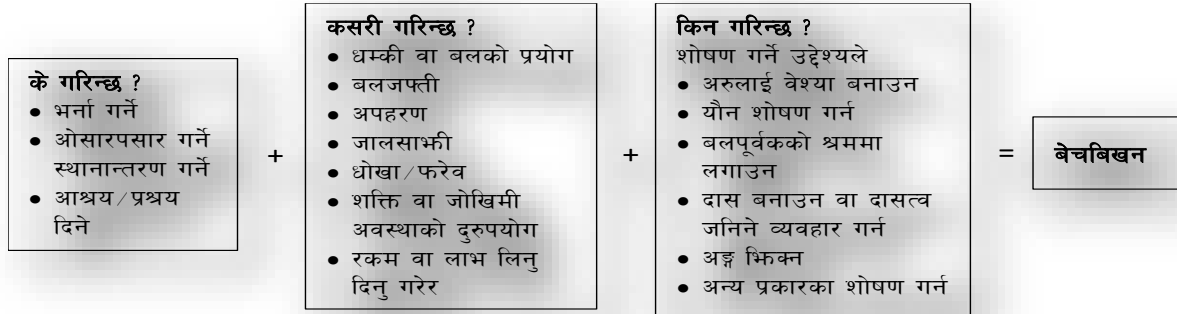 के गरिन्छ ?
• भर्ना गर्ने
• ओसारपसार गर्ने
स्थानान्तरण गर्ने
• आश्रय/प्रश्रय
दिने
+
कसरी गरिन्छ ?
• धम्की वा बलको प्रयोग
• बलजफ्ती
• अपहरण
• जालसाझी
• धोखा/फरेव
• शक्ति वा जोखिमी
अवस्थाको दुरुपयोग
• रकम वा लाभ लिनु
दिनु गरेर
+
किन गरिन्छ ?
शोषण गर्ने उद्देश्यले
• अरुलाई वेश्या बनाउन
• यौन शोषण गर्न
• बलपूर्वकको श्रममा
लगाउन
• दास बनाउन वा दासत्व
जनिने व्यवहार गर्न
• अङ्ग झिक्न
• अन्य प्रकारका शोषण गर्न
=
बेचबिखन